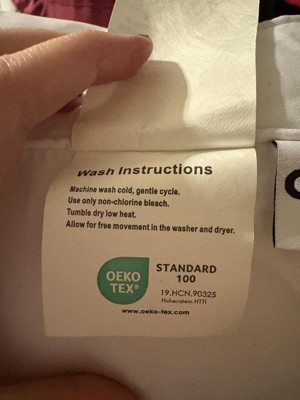 Wash Instructions
Machine wash cold, gentle cycle.
Use only non-chlorine bleach.
Tumble dry low heat.
Allow for free movement in the washer and dryer.
OEKO
TEX®
STANDARD
100
19.HCN.90325
Hohenstein HTTI
www.oeko-tex.com